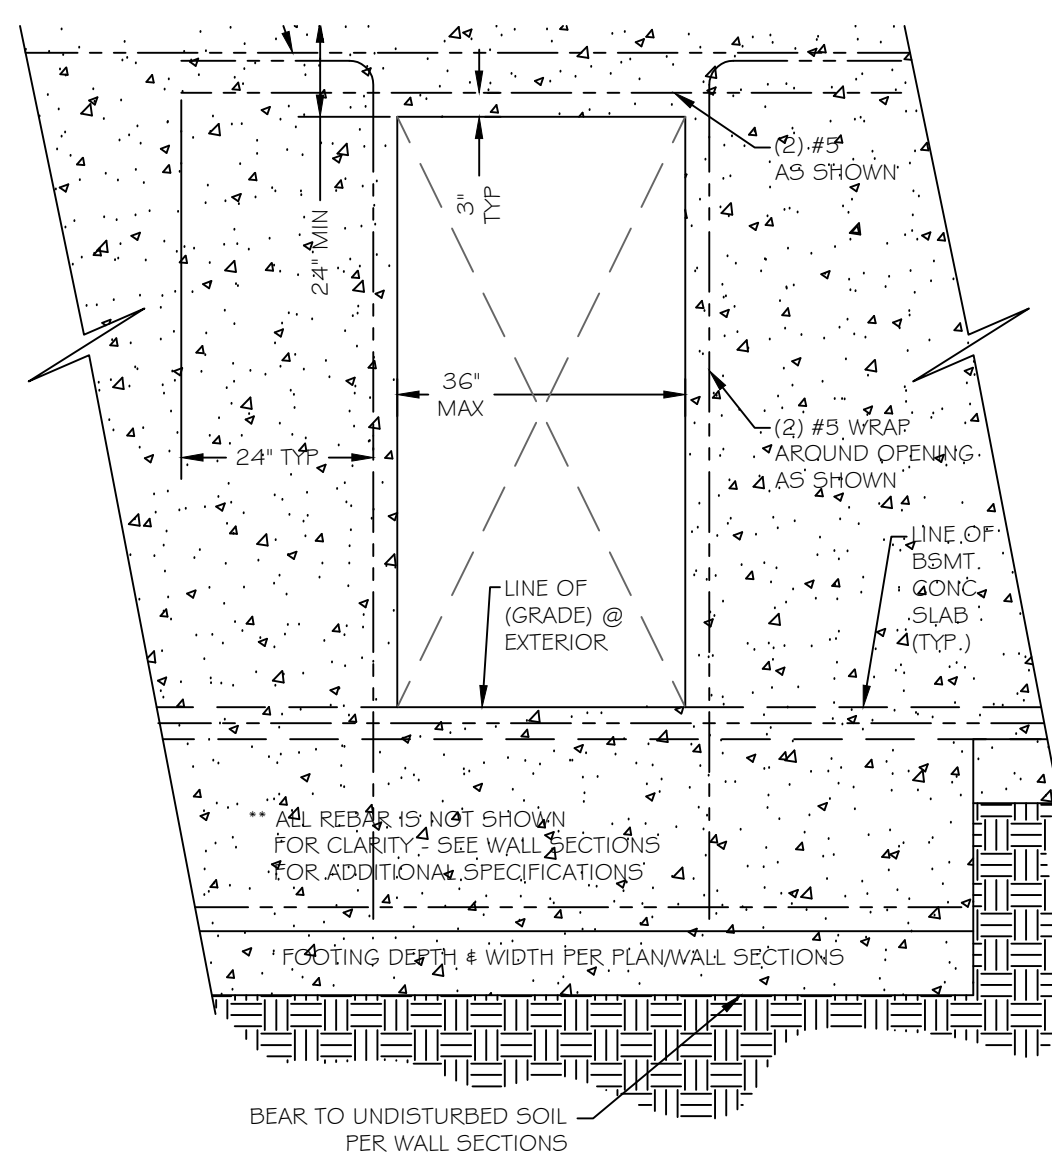 (2) #5
AS SHOWN
3"
TYP
24" MIN
36"
MAX
24" TYP
(2) #5 WRAP
AROUND OPENING
AS SHOWN
LINE OF
BSMT.
CONC.
SLAB
(TYP.)
LINE OF
(GRADE) @
EXTERIOR
** ALL REBAR IS NOT SHOWN
FOR CLARITY - SEE WALL SECTIONS
FOR ADDITIONAL SPECIFICATIONS
FOOTING DEPTH & WIDTH PER PLAN/WALL SECTIONS
BEAR TO UNDISTURBED SOIL
PER WALL SECTIONS